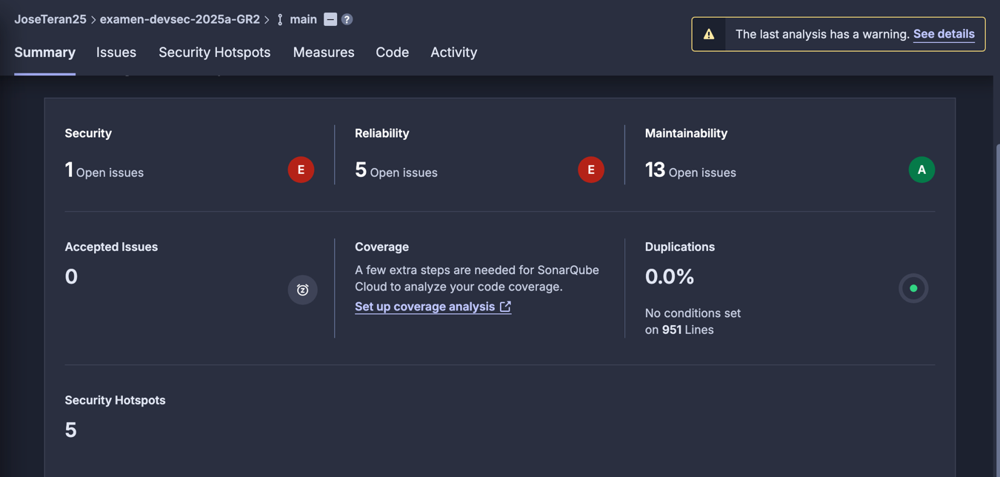 JoseTeran25 > examen-devsec-2025a-GR2 > main ?
The last analysis has a warning. See details
Summary Issues Security Hotspots Measures Code Activity
Security
1 Open issues
E
Reliability
5 Open issues
E
Maintainability
13 Open issues
A
Accepted Issues
0
Coverage
A few extra steps are needed for SonarQube
Cloud to analyze your code coverage.
Set up coverage analysis
Duplications
0.0%
No conditions set
on 951 Lines
Security Hotspots
5